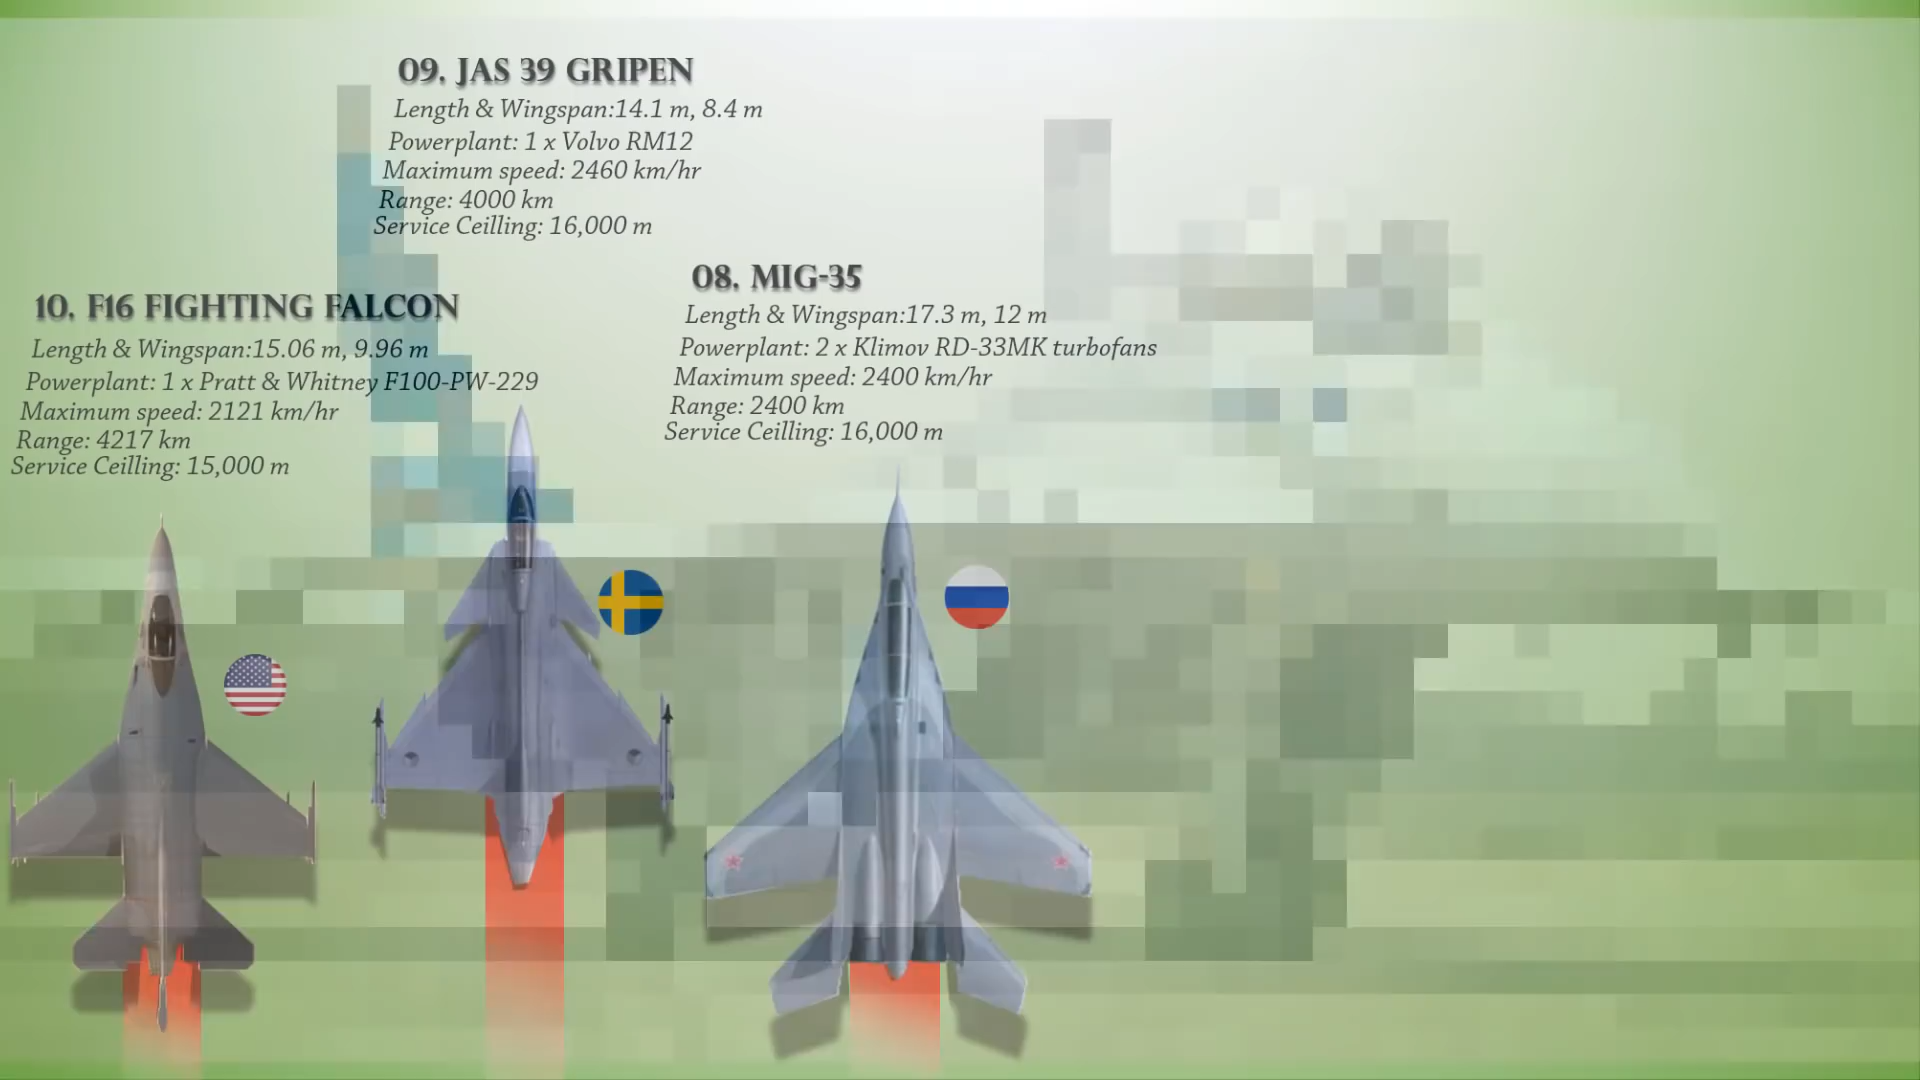 09. JAS 39 GRIPEN
Length & Wingspan:14.1 m, 8.4 m
Powerplant: 1 x Volvo RM12
Maximum speed: 2460 km/hr
Range: 4000 km
Service Ceilling: 16,000 m
08. MIG-35
Length & Wingspan:17.3 m, 12 m
Powerplant: 2 x Klimov RD-33MK turbofans
Maximum speed: 2400 km/hr
Range: 2400 km
Service Ceilling: 16,000 m
10. F16 FIGHTING FALCON
Length & Wingspan:15.06 m, 9.96 m
Powerplant: 1 x Pratt & Whitney F100-PW-229
Maximum speed: 2121 km/hr
Range: 4217 km
Service Ceilling: 15,000 m